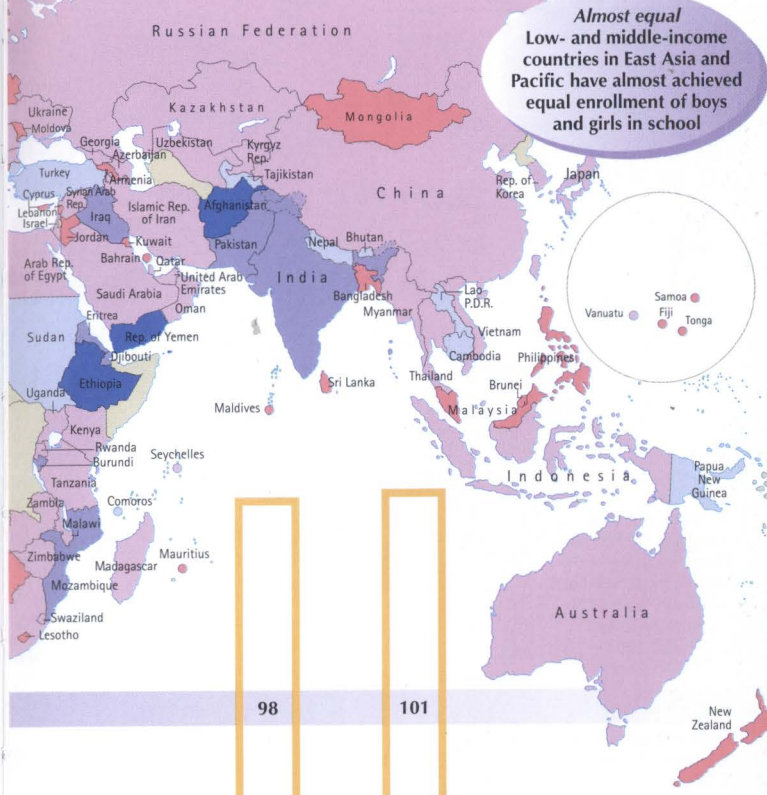 Almost equal
Low- and middle-income
countries in East Asia and
Pacific have almost achieved
equal enrollment of boys
and girls in school
Russian Federation
Ukraine
Moldova
Kazakhstan
Mongolia
Georgia
Azerbaijan
Armenia
Uzbekistan
Kyrgyz
Rep.
Tajikistan
Turkey
Cyprus
Syrian Arab
Rep.
Lebanon
Israel
Iraq
Jordan
Islamic Rep.
of Iran
Afghanistan
China
Rep. of
Korea
Japan
Kuwait
Bahrain
Qatar
Pakistan
Nepal
Bhutan
Arab Rep.
of Egypt
Saudi Arabia
United Arab
Emirates
Oman
India
Bangladesh
Myanmar
Lao
P.D.R.
Vanuatu
Samoa
Fiji
Tonga
Eritrea
Sudan
Rep. of Yemen
Djibouti
Vietnam
Cambodia
Philippines
Thailand
Ethiopia
Uganda
Sri Lanka
Brunei
Maldives
Malaysia
Kenya
Rwanda
Burundi
Seychelles
Tanzania
Indonesia
Papua
New
Guinea
Zambia
Comoros
Malawi
Zimbabwe
Madagascar
Mauritius
Mozambique
Swaziland
Lesotho
Australia
98
101
New
Zealand